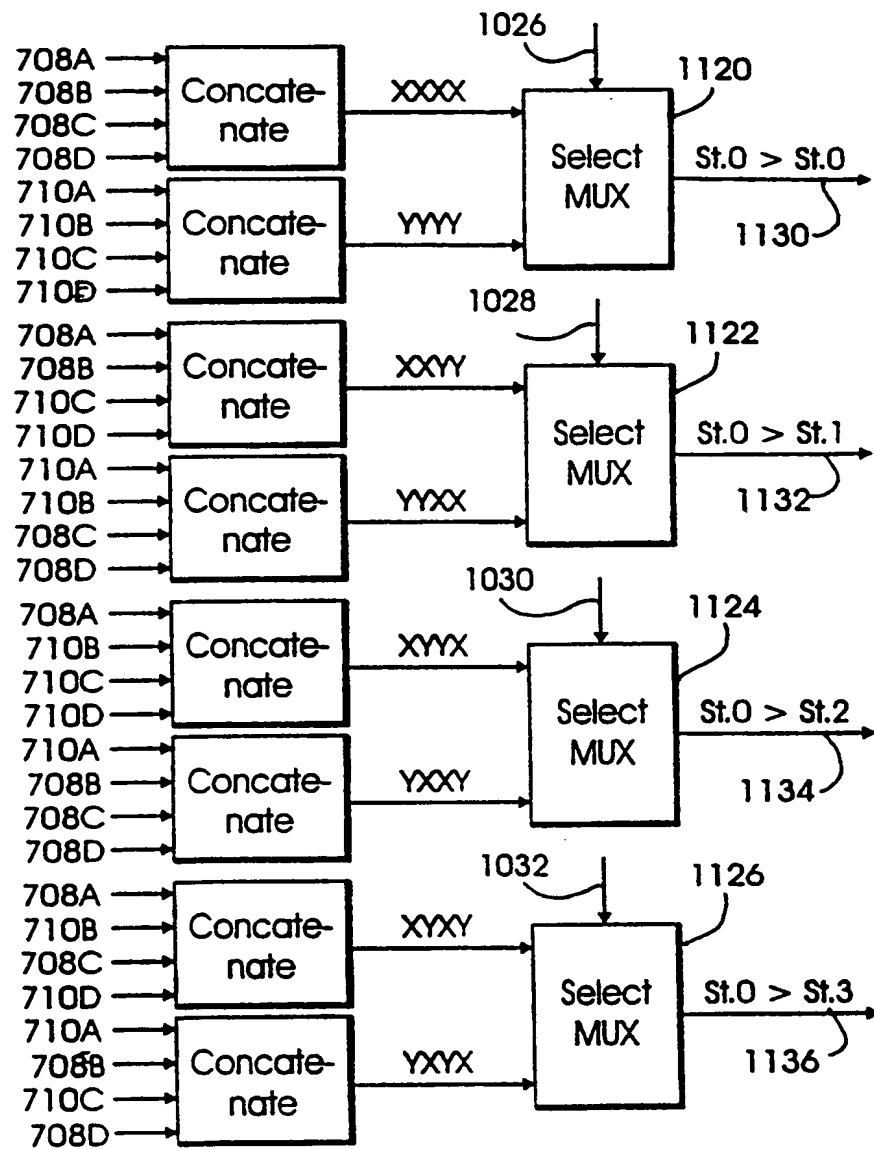 1026
708A
708B
708C
708D
Concate-
nate
XXXX
1120
Select
MUX
St.0 > St.0
1130
710A
710B
710C
710D
Concate-
nate
YYYY
1028
708A
708B
710C
710D
Concate-
nate
XXYY
1122
Select
MUX
St.0 > St.1
1132
710A
710B
708C
708D
Concate-
nate
YYXX
1030
708A
710B
710C
710D
Concate-
nate
XYYX
1124
Select
MUX
St.0 > St.2
1134
710A
708B
708C
708D
Concate-
nate
YXXY
1032
708A
710B
708C
710D
Concate-
nate
XYXY
1126
Select
MUX
St.0 > St.3
1136
710A
708B
710C
708D
Concate-
nate
YXYX